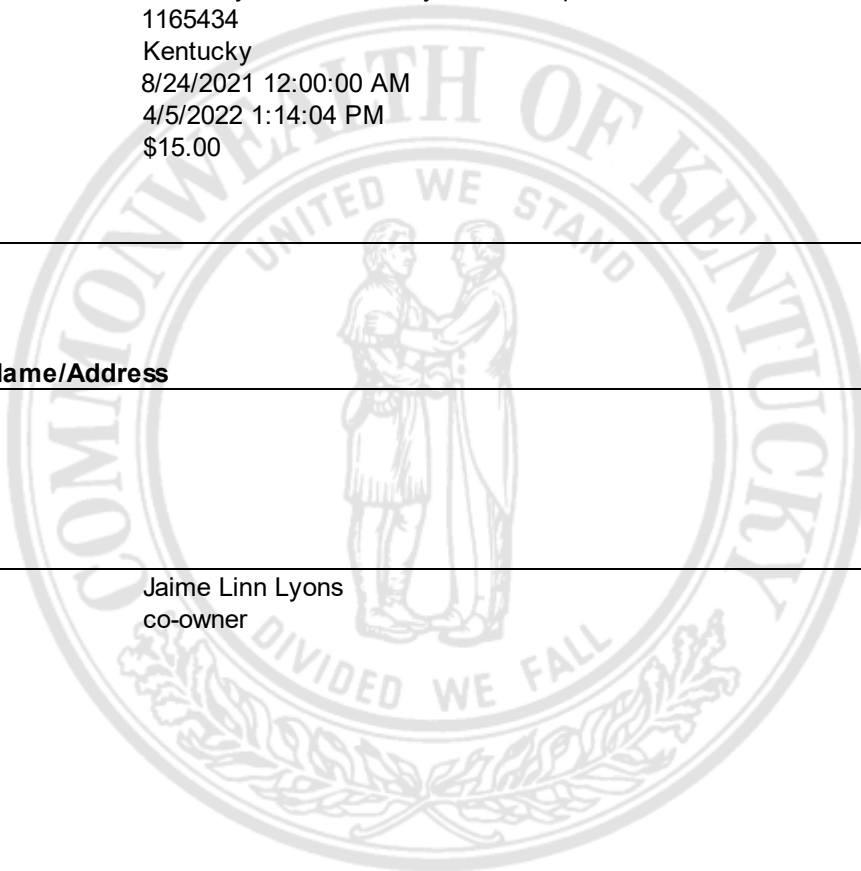 1165434
Kentucky
8/24/2021 12:00:00 AM
4/5/2022 1:14:04 PM
$15.00
COMMONWEALTH OF KENTUCKY
UNITED WE STAND
ame/Address
Jaime Linn Lyons
co-owner
DIVIDED WE FALL